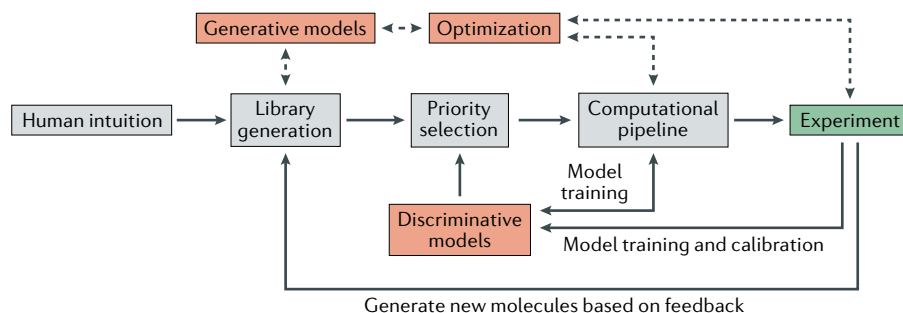 Generative models
Optimization
Human intuition
Library
generation
Priority
selection
Computational
pipeline
Experiment
Model
training
Discriminative
models
Model training and calibration
Generate new molecules based on feedback